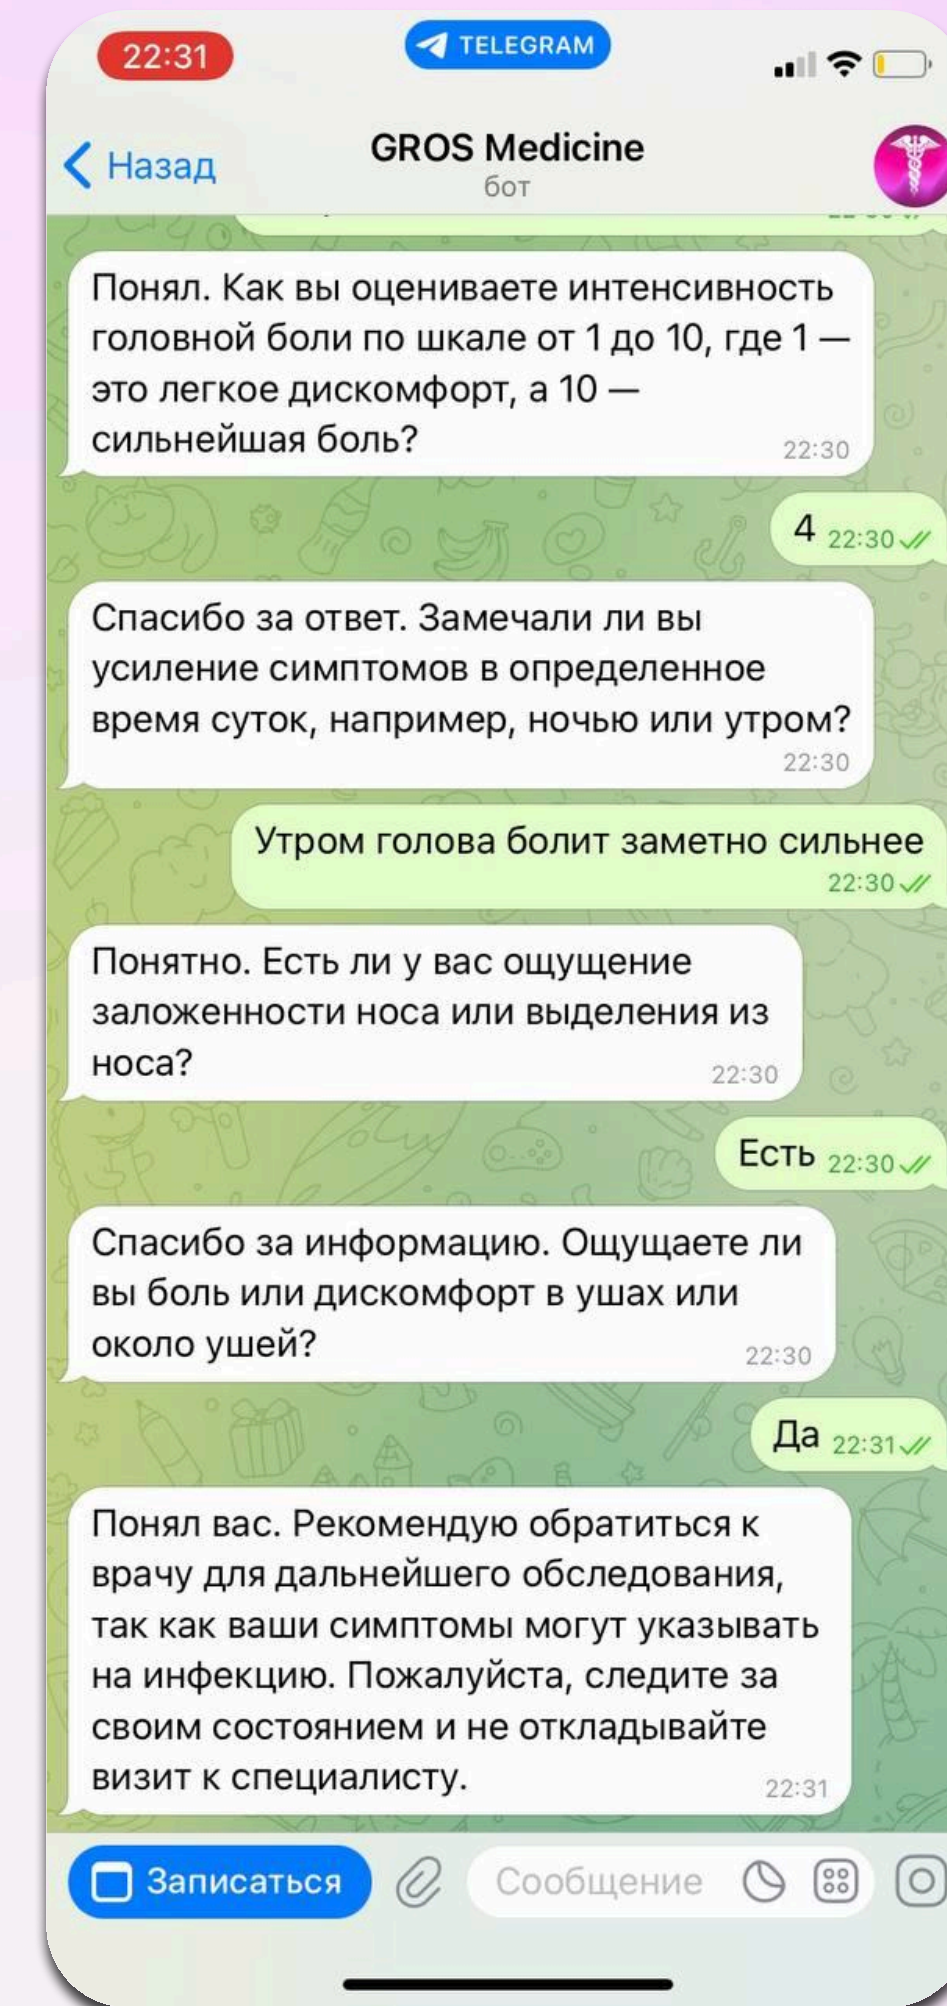 22:31
TELEGRAM
Назад
GROS Medicine
бот
Понял. Как вы оцениваете интенсивность
головной боли по шкале от 1 до 10, где 1 —
это легкое дискомфорт, а 10 —
сильнейшая боль?
22:30
4 22:30
Спасибо за ответ. Замечали ли вы
усиление симптомов в определенное
время суток, например, ночью или утром?
22:30
Утром голова болит заметно сильнее
22:30
Понятно. Есть ли у вас ощущение
заложенности носа или выделения из
носа?
22:30
Есть 22:30
Спасибо за информацию. Ощущаете ли
вы боль или дискомфорт в ушах или
около ушей?
22:30
Да 22:31
Понял вас. Рекомендую обратиться к
врачу для дальнейшего обследования,
так как ваши симптомы могут указывать
на инфекцию. Пожалуйста, следите за
своим состоянием и не откладывайте
визит к специалисту.
22:31
Записаться
Сообщение